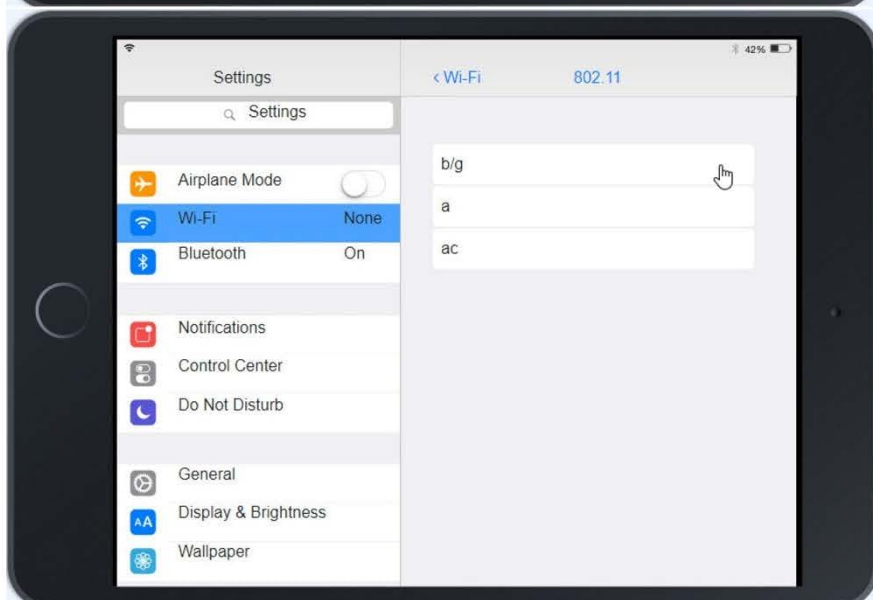 42%
Settings
< Wi-Fi 802.11
Settings
Airplane Mode
Wi-Fi None
Bluetooth On
Notifications
Control Center
Do Not Disturb
General
AA Display & Brightness
Wallpaper
b/g
a
ac